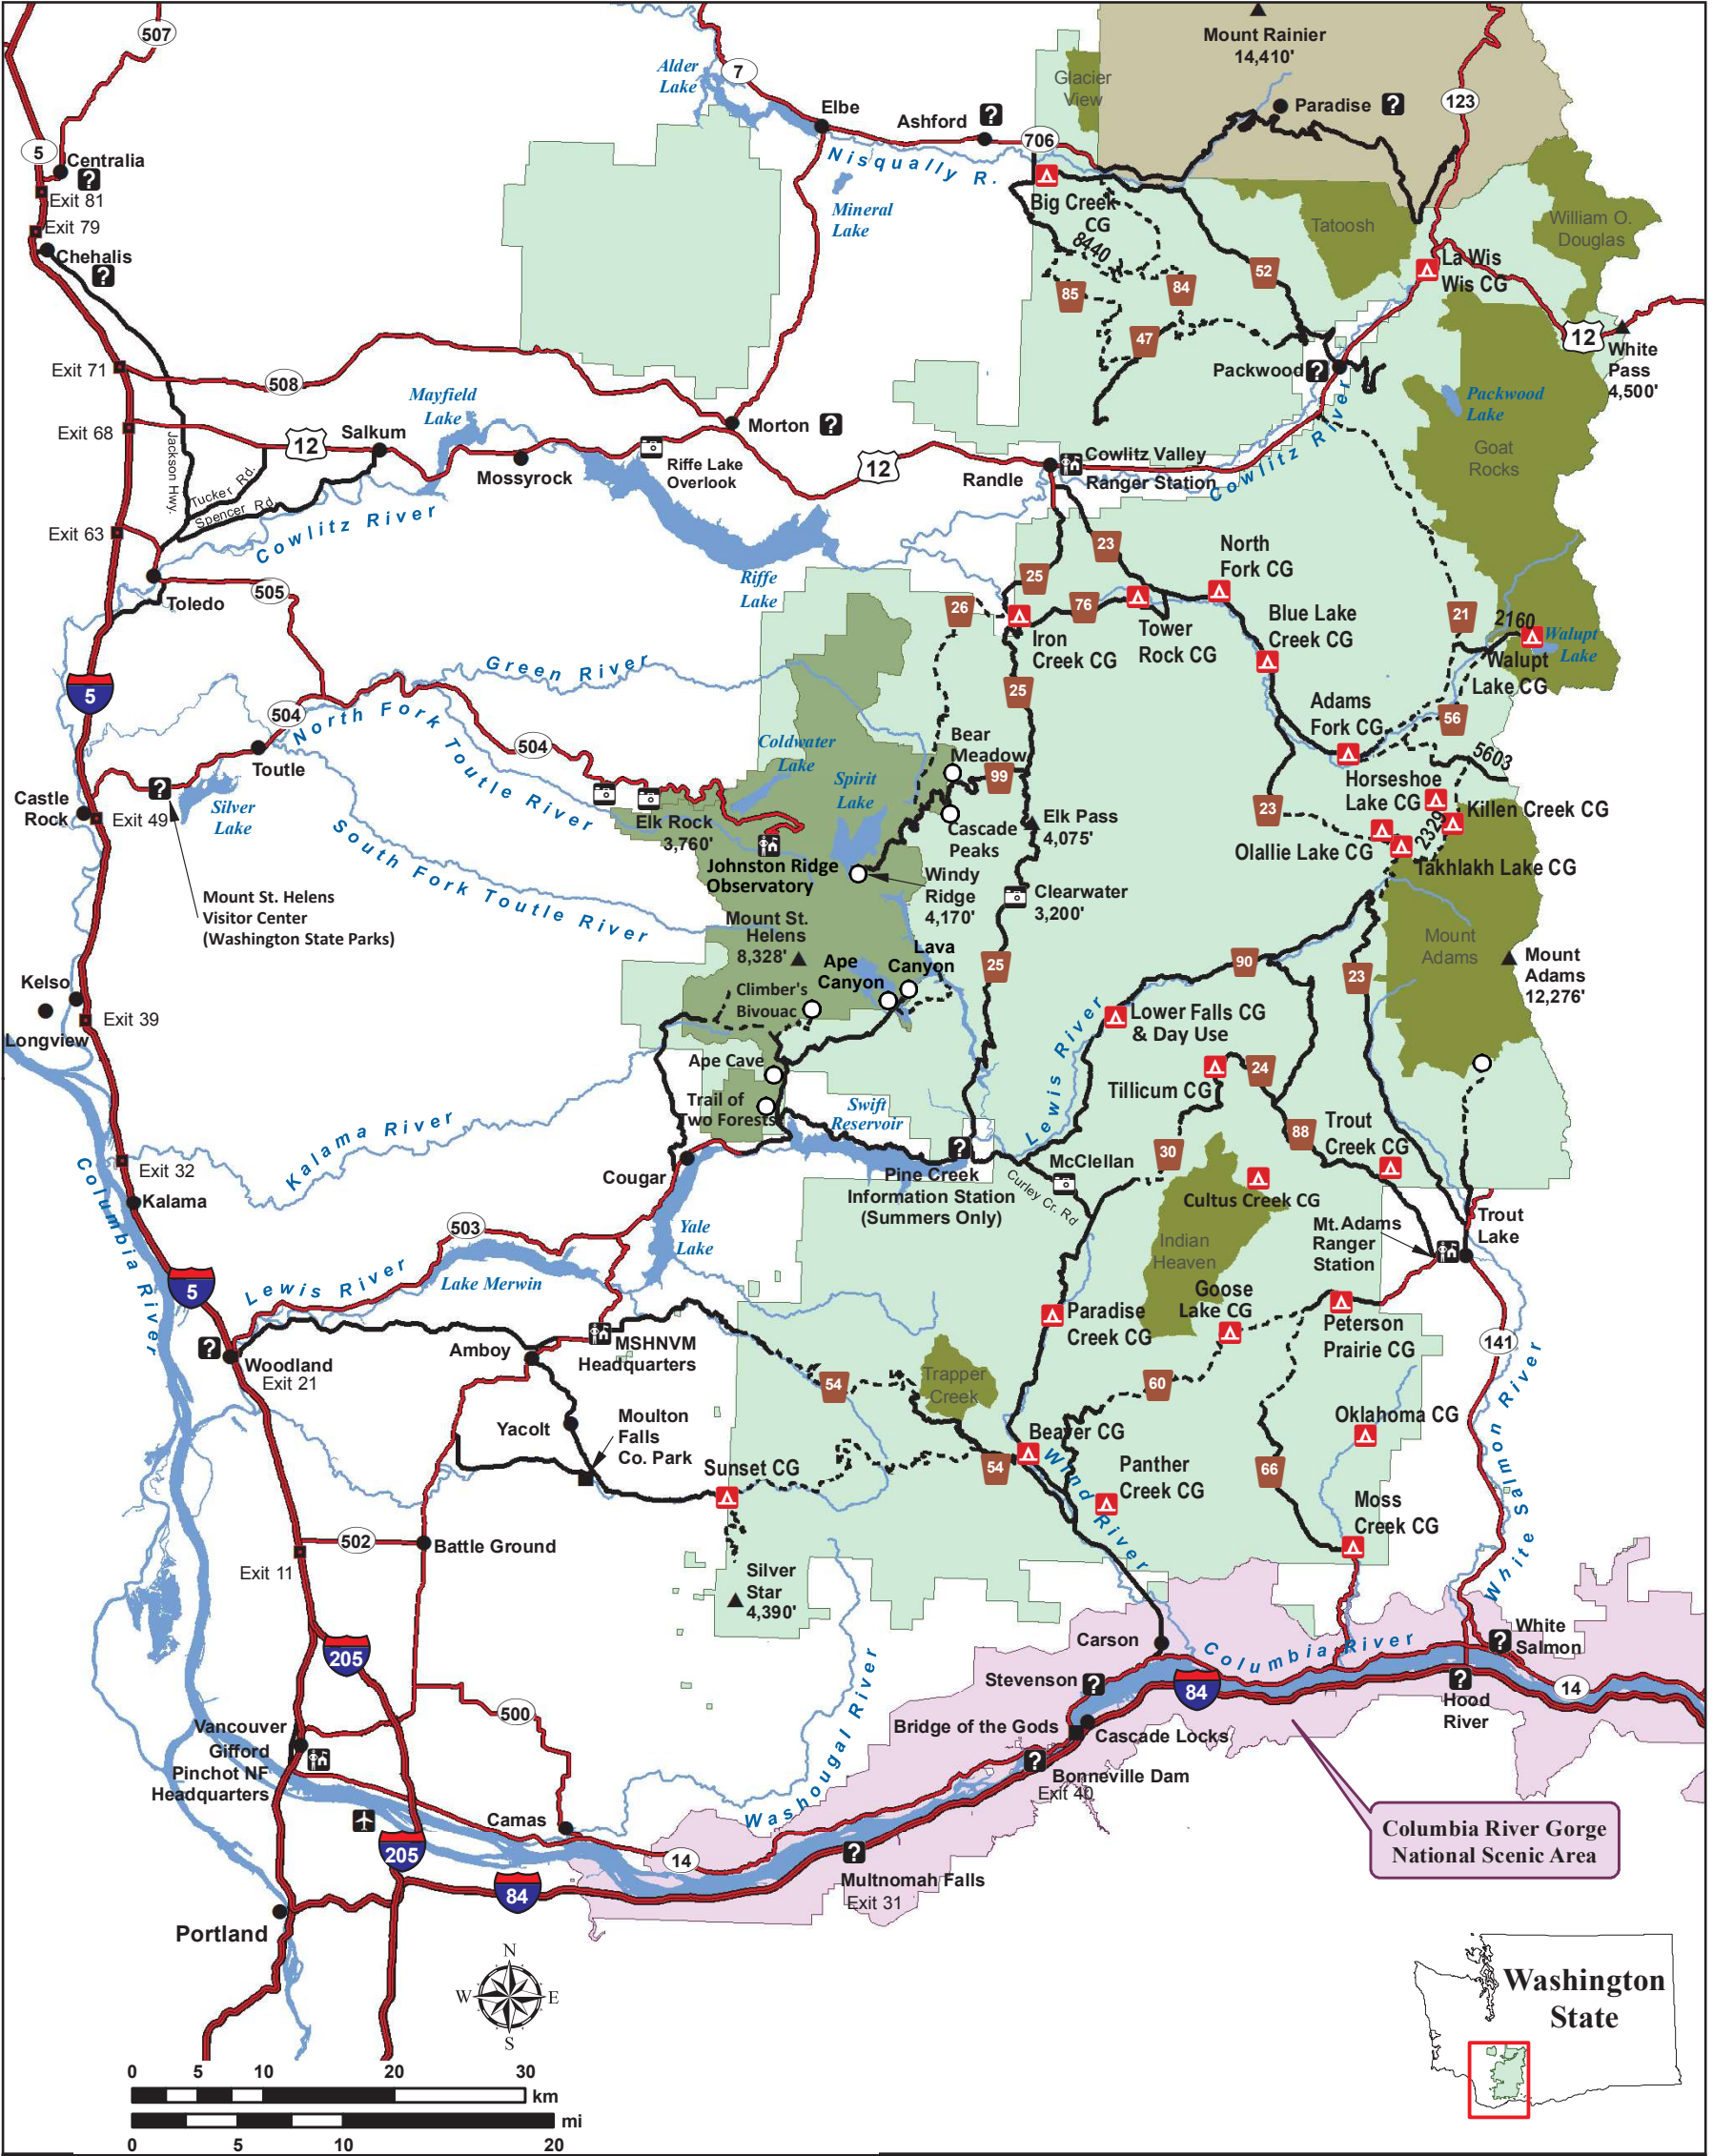 507
Mount Rainier
14,410'
Alder
Lake
7
Glacier
View
Elbe
Ashford
?
Paradise
?
123
706
5
Centralia
?
Exit 81
Exit 79
Chehalis
?
Nisqually R.
Mineral
Lake
Big Creek
CG
8440
Tatoosh
William O.
Douglas
La Wis
Wis CG
52
85
84
47
12
White
Pass
4,500'
Packwood
?
Packwood
Lake
Goat
Rocks
Exit 71
508
Mayfield
Lake
Exit 68
12
Salkum
Jackson Hwy.
Tucker Rd.
Spencer Rd
Mossyrock
Morton
?
Riffe Lake
Overlook
12
Randle
Cowlitz Valley
Ranger Station
Cowlitz River
Exit 63
Cowlitz River
Toledo
505
Riffe
Lake
23
25
26
76
North
Fork CG
Iron
Creek CG
Tower
Rock CG
Blue Lake
Creek CG
21
2160
Walupt
Lake
Walupt
Lake CG
5
Green River
25
504
North Fork Toutle River
Toutle
504
Coldwater
Lake
Spirit
Lake
Bear
Meadow
99
Adams
Fork CG
56
5603
Horseshoe
Lake CG
Killen Creek CG
23
2329
Olallie Lake CG
Takhlakh Lake CG
Castle
Rock
Exit 49
?
Silver
Lake
Mount St. Helens
Visitor Center
(Washington State Parks)
South Fork Toutle River
Elk Rock
3,760'
Johnston Ridge
Observatory
Cascade
Peaks
Windy
Ridge
4,170'
Elk Pass
4,075'
Clearwater
3,200'
Mount St.
Helens
8,328'
Ape
Canyon
Lava
Canyon
Climber's
Bivouac
25
90
23
Mount
Adams
Mount
Adams
12,276'
Kelso
Longview
Exit 39
Ape Cave
Trail of
Two Forests
Swift
Reservoir
Lewis River
Lower Falls CG
& Day Use
Tillicum CG
24
88
Trout
Creek CG
Columbia River
Exit 32
Kalama
Kalama River
Cougar
?
Pine Creek
Information Station
(Summers Only)
McClellan
Curley Cr. Rd
30
Cultus Creek CG
Mt. Adams
Ranger
Station
Trout
Lake
503
Yale
Lake
Indian
Heaven
5
Lewis River
Lake Merwin
Goose
Lake CG
Paradise
Creek CG
Peterson
Prairie CG
141
?
Woodland
Exit 21
Amboy
MSHNVM
Headquarters
54
Trapper
Creek
60
Yacolt
Moulton
Falls
Co. Park
Sunset CG
54
Beaver CG
Panther
Creek CG
66
Oklahoma CG
Moss
Creek CG
Wind River
White Salmon River
502
Battle Ground
Exit 11
Silver
Star
4,390'
205
Carson
Columbia River
White
Salmon
?
Stevenson
?
84
?
Hood
River
14
500
Vancouver
Gifford
Pinchot NF
Headquarters
Washougal River
Bridge of the Gods
Cascade Locks
?
Bonneville Dam
Exit 40
Camas
205
14
84
?
Multnomah Falls
Exit 31
Columbia River Gorge
National Scenic Area
Portland
N
W
E
S
Washington
State
0 5 10 20 30
km
mi
0 5 10 20